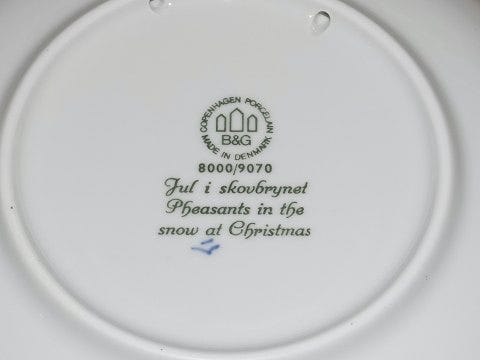 COPENHAGEN PORCELAIN
B&G
MADE IN DENMARK
8000/9070
Jul i skovbrynet
Pheasants in the
snow at Christmas